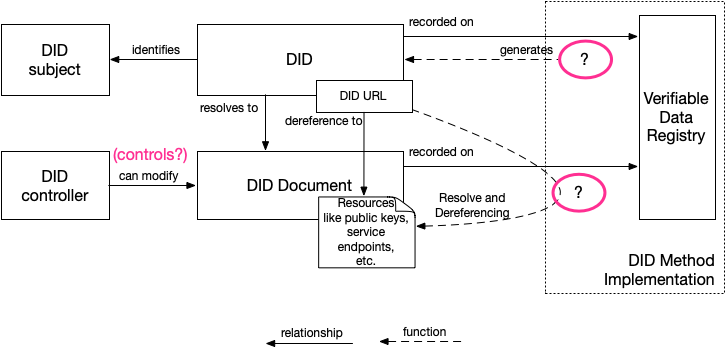 recorded on
DID
subject
identifies
DID
generates
?
Verifiable
Data
Registry
DID URL
resolves to
dereference to
(controls?)
recorded on
DID
controller
can modify
DID Document
Resources
like public keys,
service
endpoints,
etc.
Resolve and
Dereferencing
?
DID Method
Implementation
relationship
function